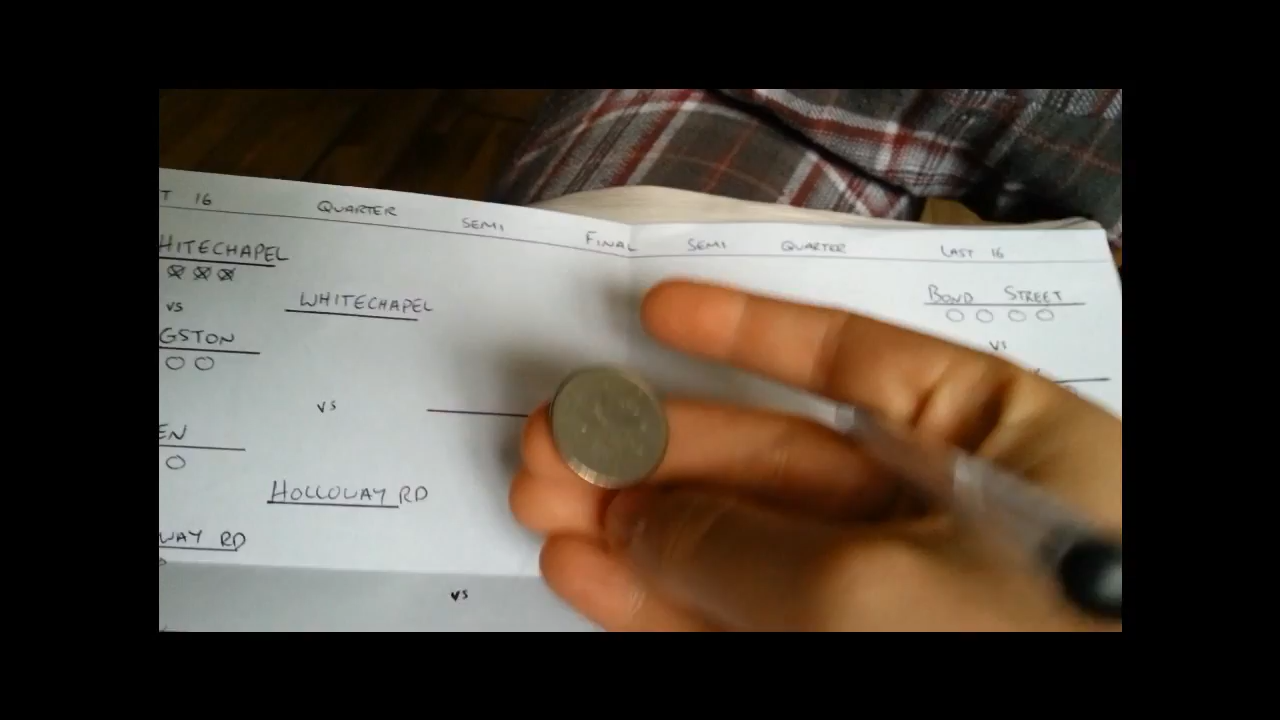 T 16 QUARTER SEMI FINAL SEMI QUARTER LAST 16
HITECHAPEL
vs
GSTON
EN
WAY RD
WHITECHAPEL
vs
HOLLOWAY RD
vs
BOND STREET
vs